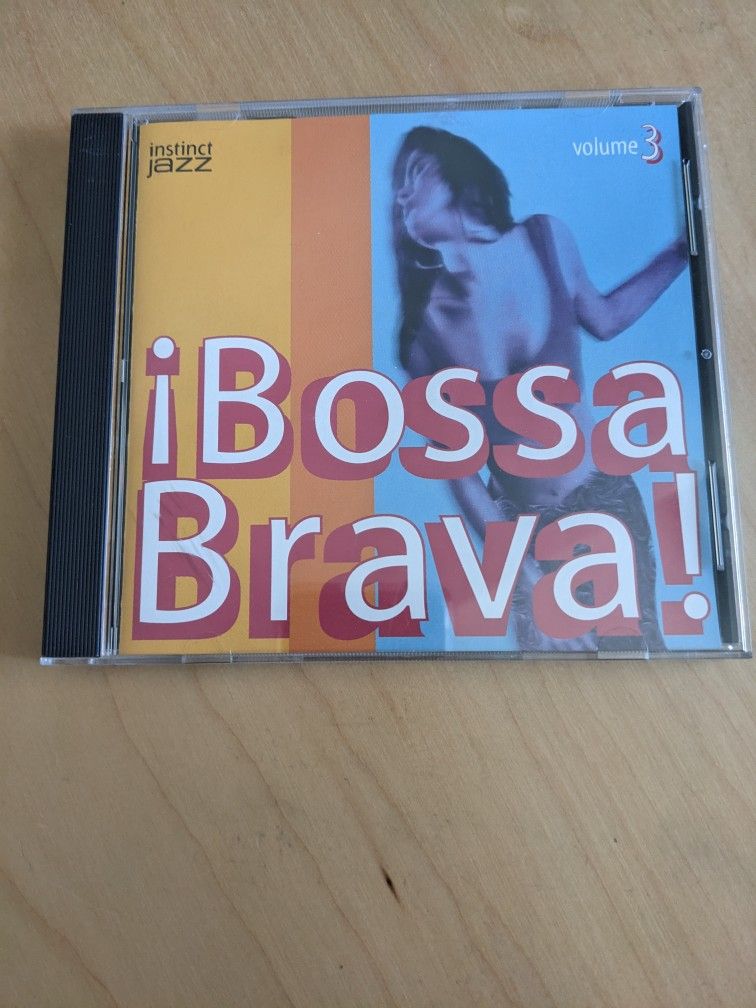 instinct
jazz
volume 3
¡Bossa
Brava!